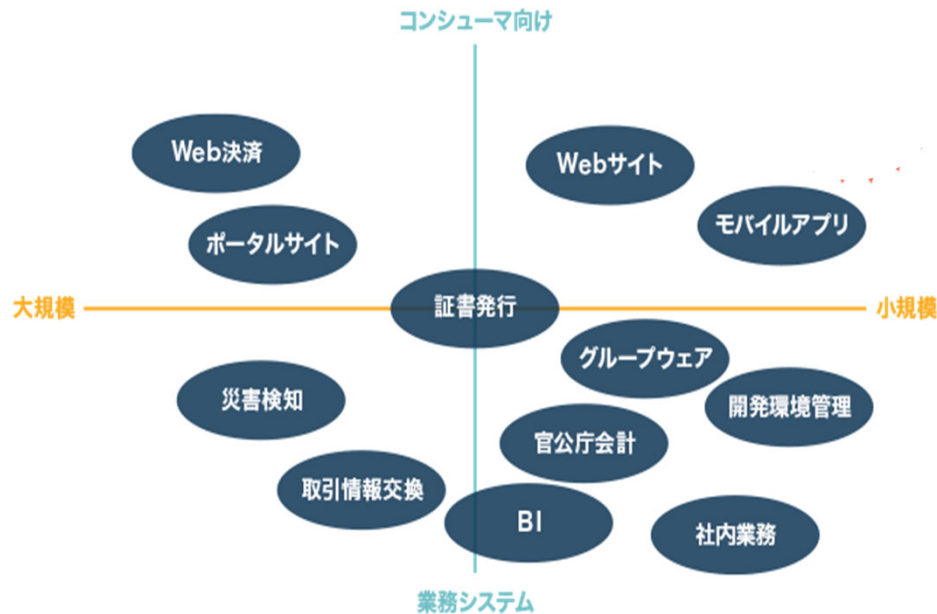 コンシューマ向け
Web決済
Webサイト
モバイルアプリ
ポータルサイト
大規模
証書発行
小規模
グループウェア
災害検知
開発環境管理
官公庁会計
取引情報交換
BI
社内業務
業務システム